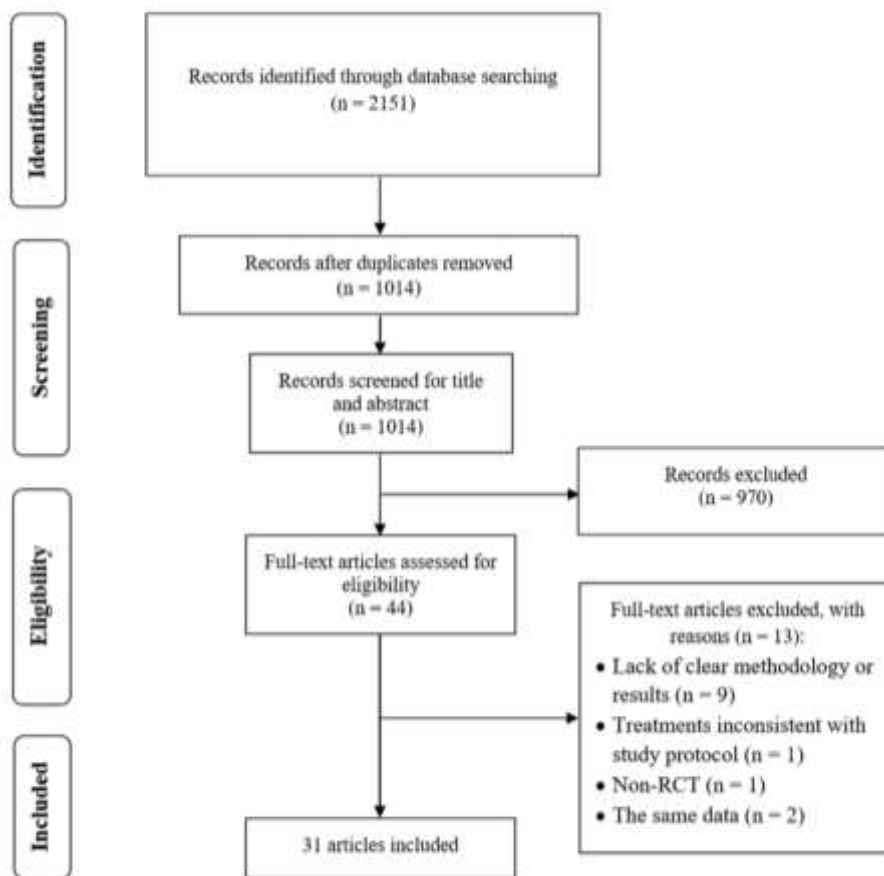 Identification
Records identified through database searching
(n = 2151)
Screening
Records after duplicates removed
(n = 1014)
Records screened for title
and abstract
(n = 1014)
Records excluded
(n = 970)
Eligibility
Full-text articles assessed for
eligibility
(n = 44)
Full-text articles excluded, with
reasons (n = 13):
• Lack of clear methodology or
results (n = 9)
• Treatments inconsistent with
study protocol (n = 1)
• Non-RCT (n = 1)
• The same data (n = 2)
Included
31 articles included